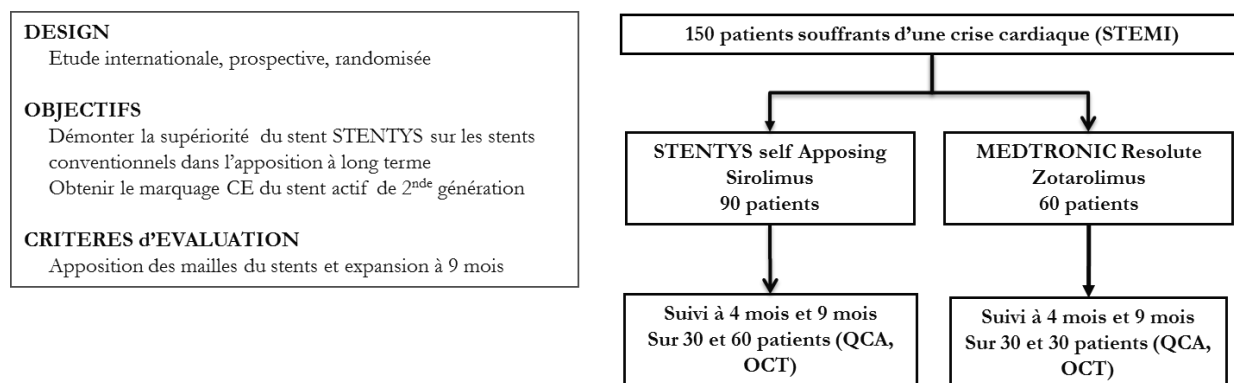 DESIGN
Etude internationale, prospective, randomisée
OBJECTIFS
Démonter la supériorité du stent STENTYS sur les stents
conventionnels dans l'apposition à long terme
Obtenir le marquage CE du stent actif de 2nde génération
CRITERES d'EVALUATION
Apposition des mailles du stents et expansion à 9 mois
150 patients souffrants d'une crise cardiaque (STEMI)
STENTYS self Apposing
Sirolimus
90 patients
MEDTRONIC Resolute
Zotarolimus
60 patients
Suivi à 4 mois et 9 mois
Sur 30 et 60 patients (QCA,
OCT)
Suivi à 4 mois et 9 mois
Sur 30 et 30 patients (QCA,
OCT)